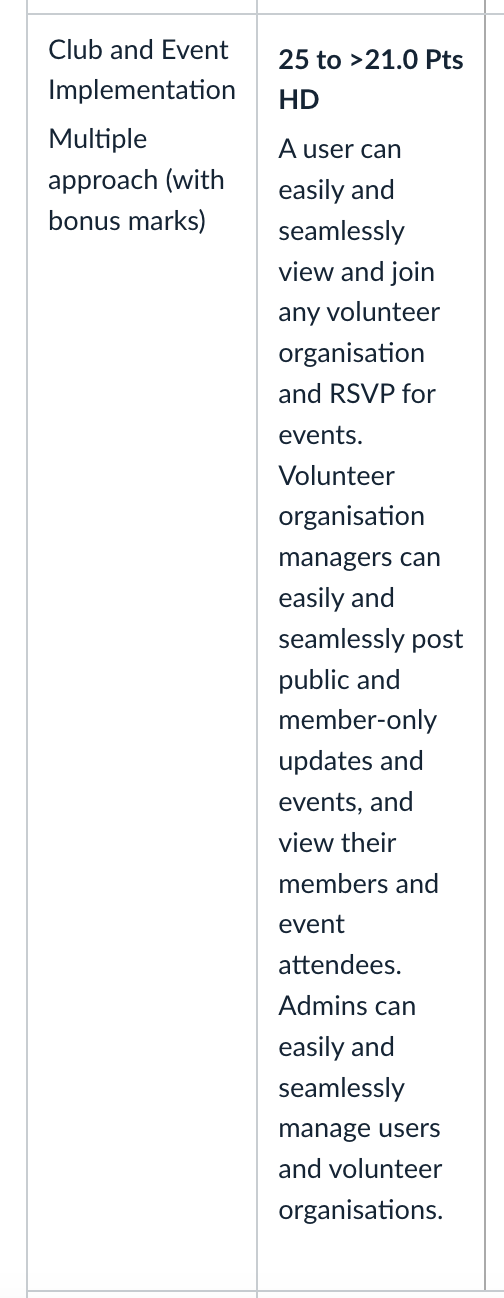 Club and Event
Implementation
Multiple
approach (with
bonus marks)
25 to >21.0 Pts
HD
A user can
easily and
seamlessly
view and join
any volunteer
organisation
and RSVP for
events.
Volunteer
organisation
managers can
easily and
seamlessly post
public and
member-only
updates and
events, and
view their
members and
event
attendees.
Admins can
easily and
seamlessly
manage users
and volunteer
organisations.